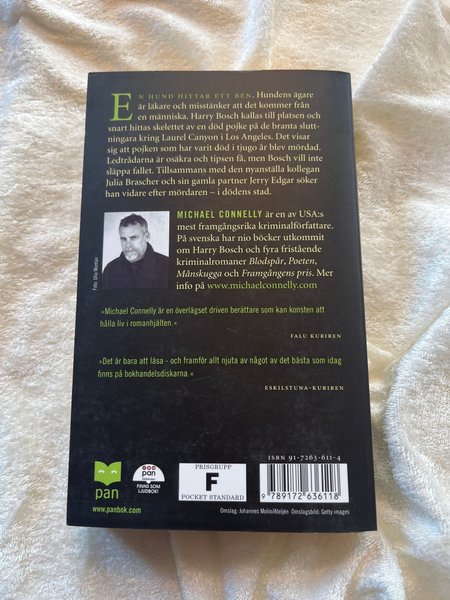 EN HUND HITTAR ETT BEN. Hundens ägare
är läkare och misstänker att det kommer från
en människa. Harry Bosch kallas till platsen och
snart hittas skelettet av en död pojke på de branta slutt-
ningarna kring Laurel Canyon i Los Angeles. Det visar
sig att pojken som har varit död i tjugo år blev mördad.
Ledtrådarna är osäkra och tipsen få, men Bosch vill inte
släppa fallet. Tillsammans med den nyanställda kollegan
Julia Brascher och sin gamla partner Jerry Edgar söker
han vidare efter mördaren – i dödens stad.
MICHAEL CONNELLY är en av USA:s
mest framgångsrika kriminalförfattare.
På svenska har nio böcker utkommit
om Harry Bosch och fyra fristående
kriminalromaner Blodspår, Poeten,
Månskugga och Framgångens pris. Mer
info på www.michaelconnelly.com
Foto: Ulla Montan
»Michael Connelly är en överlägset driven berättare som kan konsten att
hålla liv i romanhjälten.«
FALU KURIREN
»Det är bara att läsa - och framför allt njuta av något av det bästa som idag
finns på bokhandelsdiskarna.«
ESKILSTUNA-KURIREN
pan
www.panbok.com
pan
FINNS SOM
LJUDBOK!
PRISGRUPP
F
POCKET STANDARD
ISBN 91-7263-611-4
9 789172 636118
Omslag: Johannes Molin/Ateljén Omslagsbild: Getty images